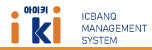 아이키
iKi
ICBANQ
MANAGEMENT
SYSTEM